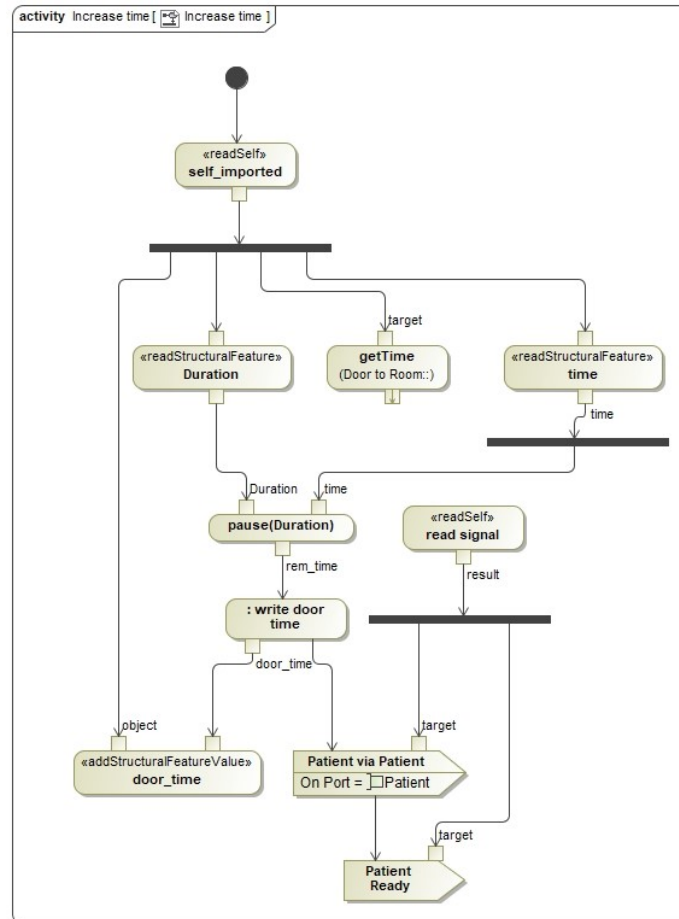 activity Increase time [ Increase time ]
«readSelf»
self_imported
target
«readStructuralFeature»
Duration
getTime
(Door to Room::)
«readStructuralFeature»
time
time
Duration
time
pause(Duration)
«readSelf»
read signal
rem_time
result
: write door
time
door_time
object
target
«addStructuralFeatureValue»
door_time
Patient via Patient
On Port = Patient
target
Patient
Ready